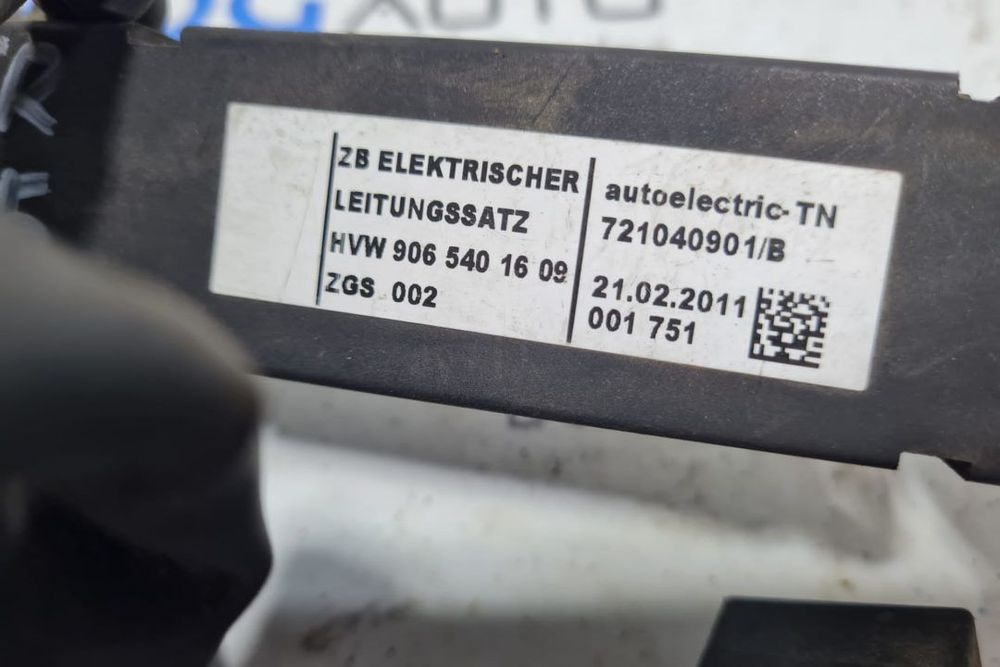 ZB ELEKTRISCHER
LEITUNGSSATZ
HVW 906 540 16 09
ZGS 002
autoelectric-TN
721040901/B
21.02.2011
001 751